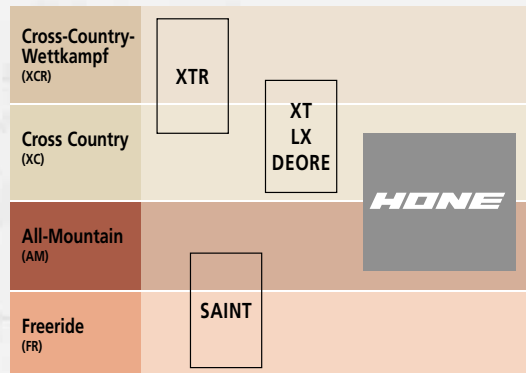 Cross-Country-
Wettkampf
(XCR)
XTR
XT
LX
DEORE
Cross Country
(XC)
HONE
All-Mountain
(AM)
SAINT
Freeride
(FR)